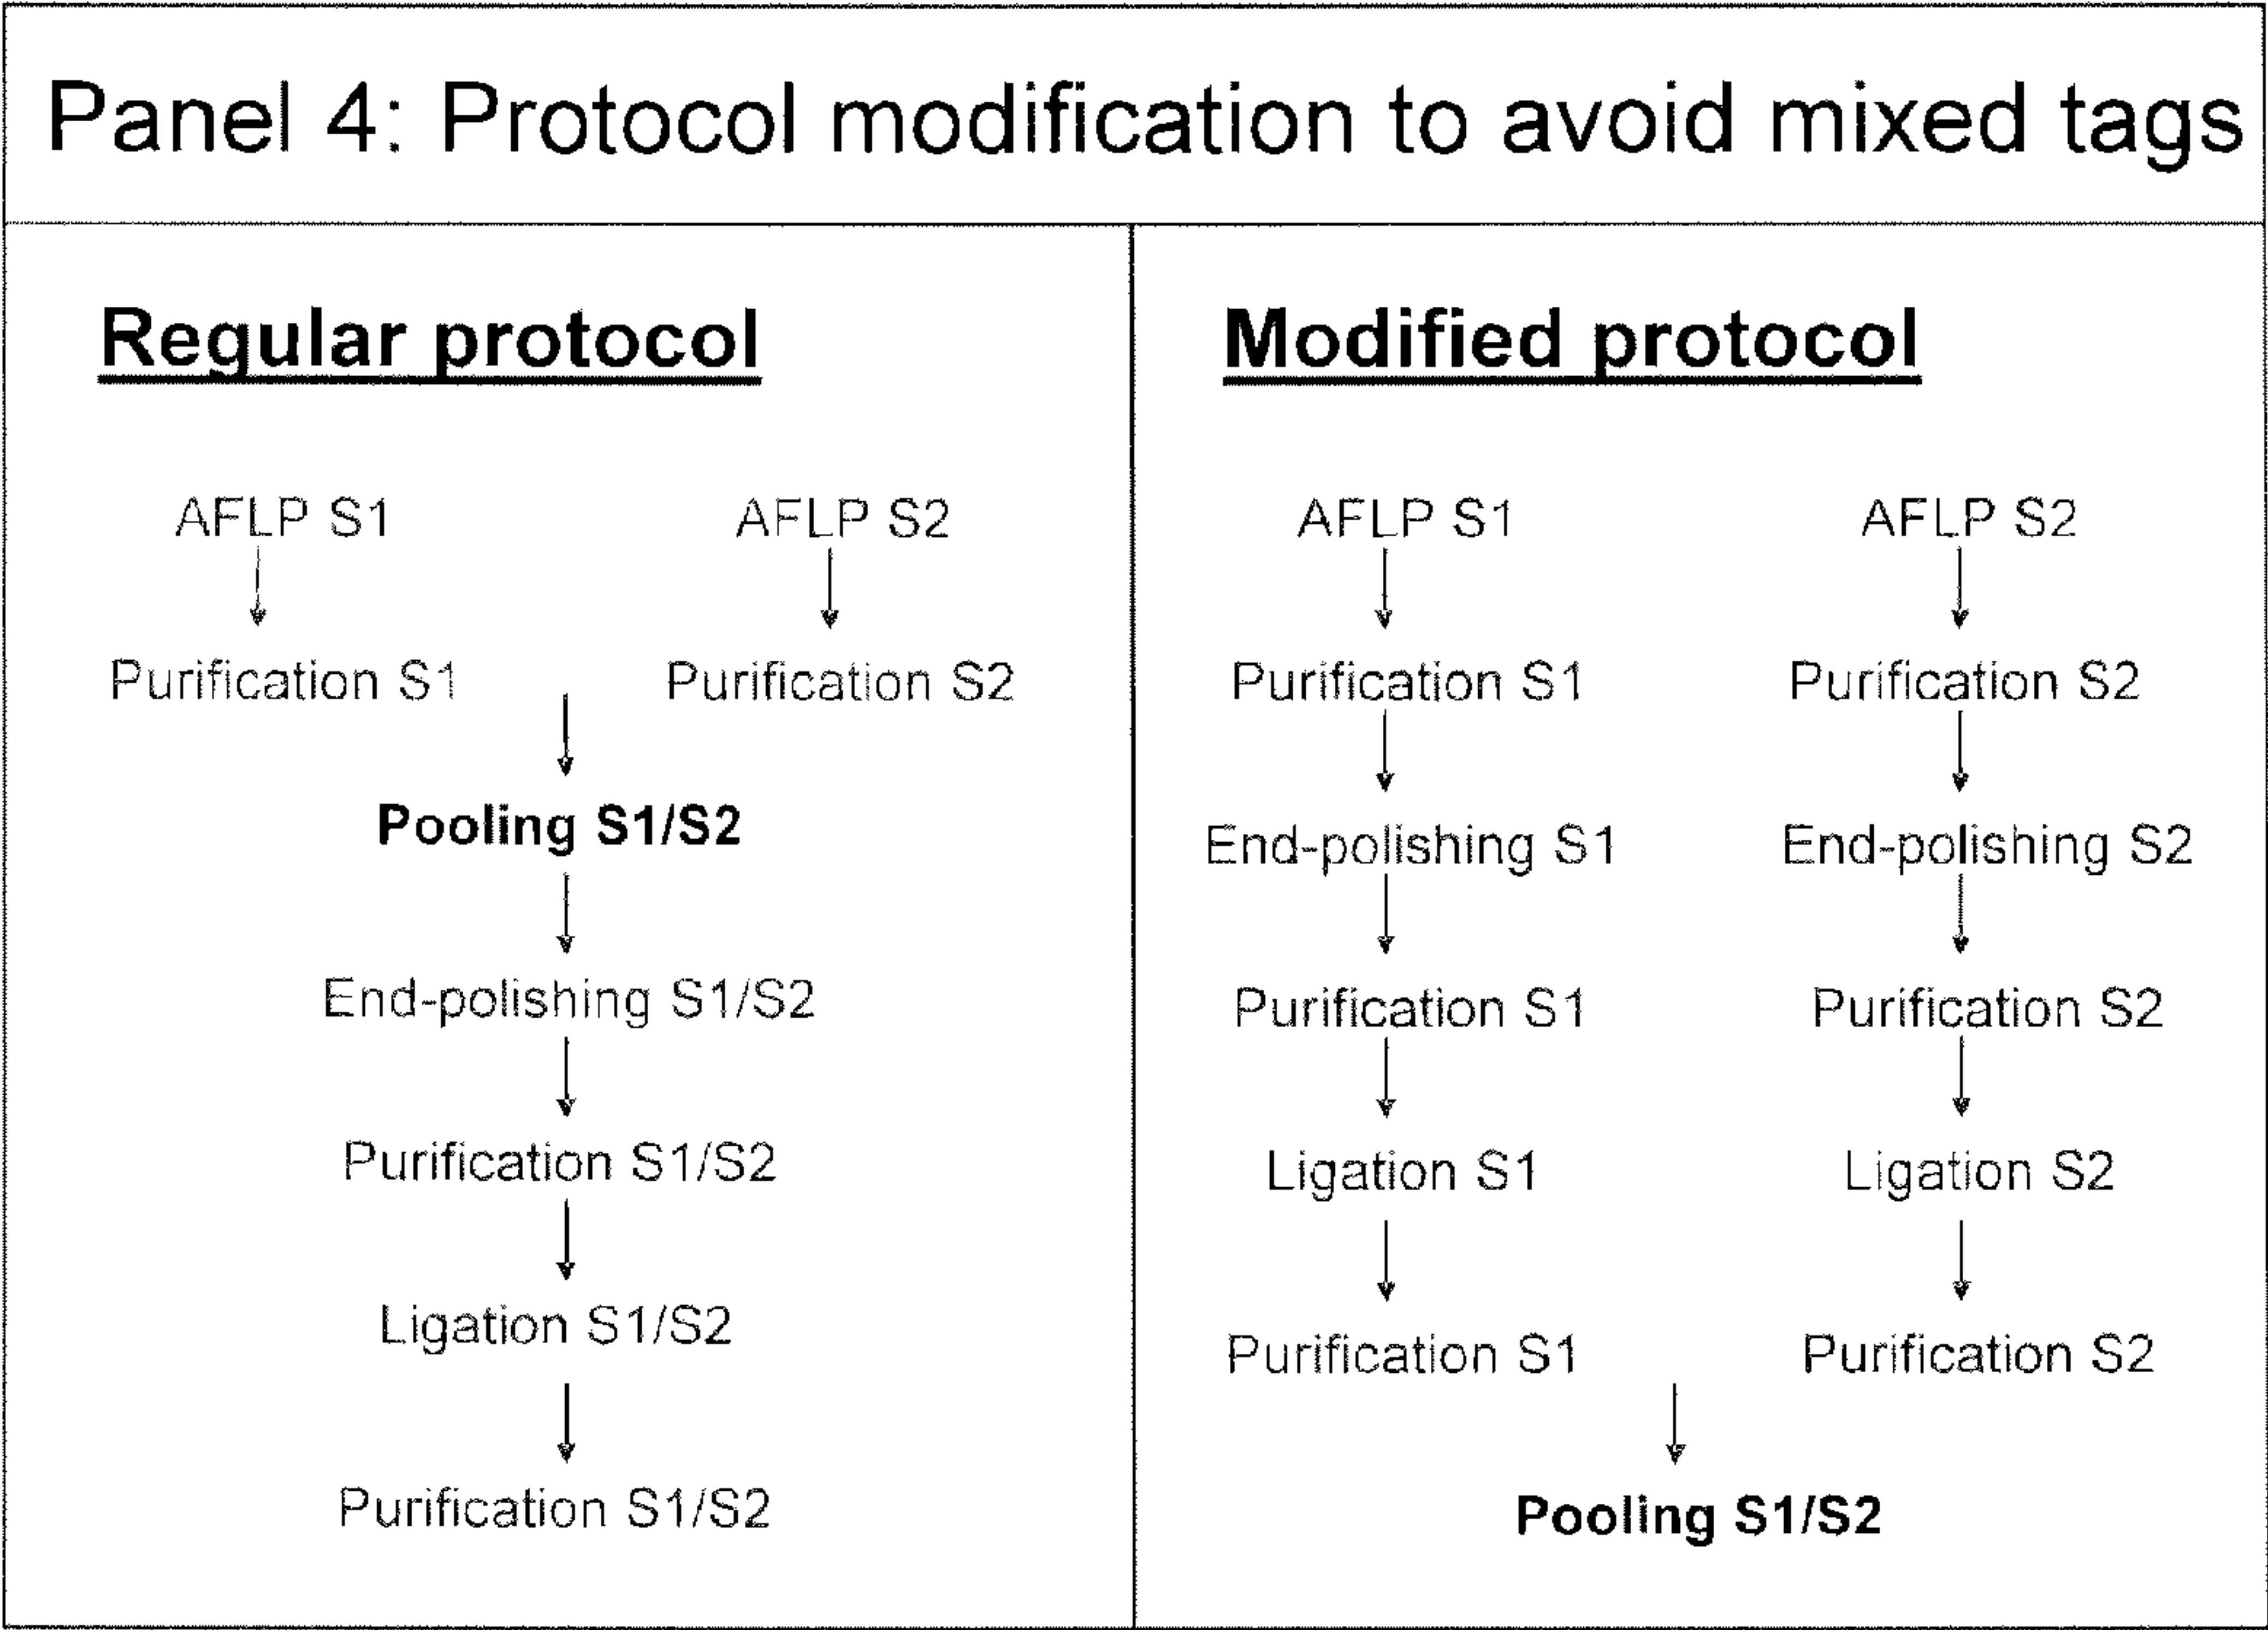 Panel 4: Protocol modification to avoid mixed tags
Regular protocol
AFLP S1
AFLP S2
Purification S1
Purification S2
Pooling S1/S2
End-polishing S1/S2
Purification S1/S2
Ligation S1/S2
Purification S1/S2
Modified protocol
AFLP S1
AFLP S2
Purification S1
Purification S2
End-polishing S1
End-polishing S2
Purification S1
Purification S2
Ligation S1
Ligation S2
Purification S1
Purification S2
Pooling S1/S2